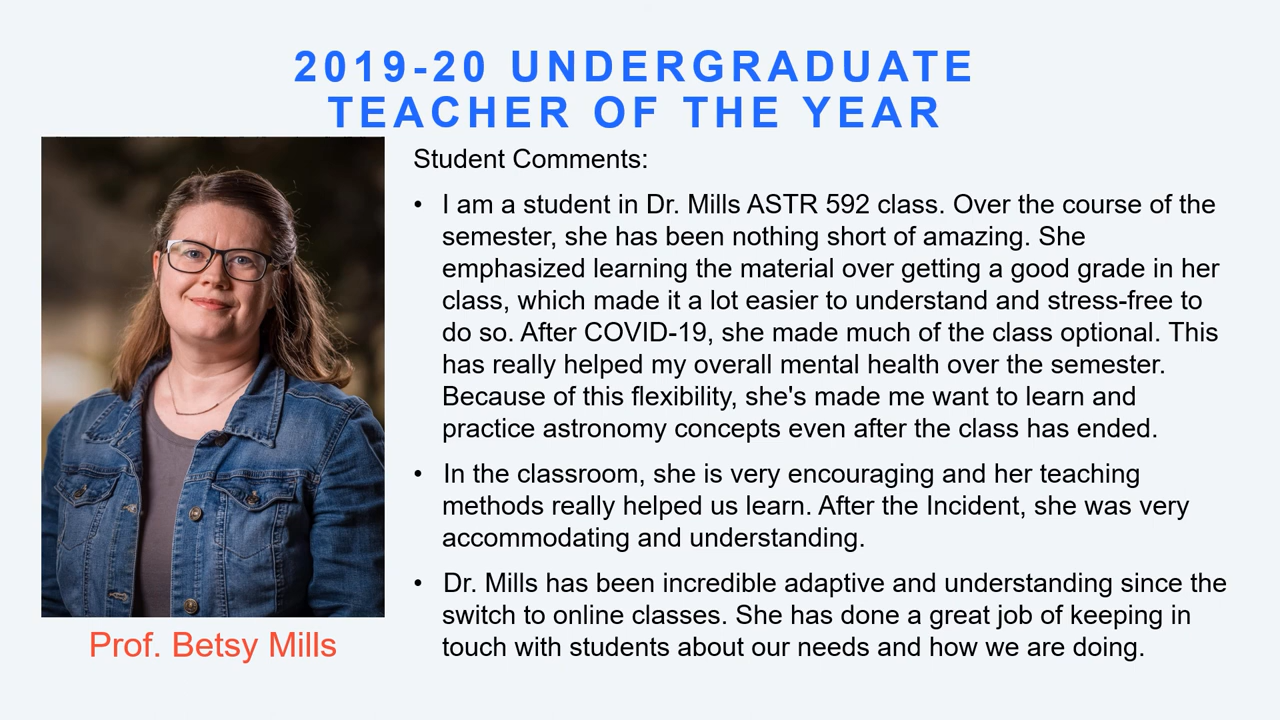 2019-20 UNDERGRADUATE
TEACHER OF THE YEAR
Student Comments:
• I am a student in Dr. Mills ASTR 592 class. Over the course of the
semester, she has been nothing short of amazing. She
emphasized learning the material over getting a good grade in her
class, which made it a lot easier to understand and stress-free to
do so. After COVID-19, she made much of the class optional. This
has really helped my overall mental health over the semester.
Because of this flexibility, she's made me want to learn and
practice astronomy concepts even after the class has ended.
• In the classroom, she is very encouraging and her teaching
methods really helped us learn. After the Incident, she was very
accommodating and understanding.
• Dr. Mills has been incredible adaptive and understanding since the
switch to online classes. She has done a great job of keeping in
touch with students about our needs and how we are doing.
Prof. Betsy Mills